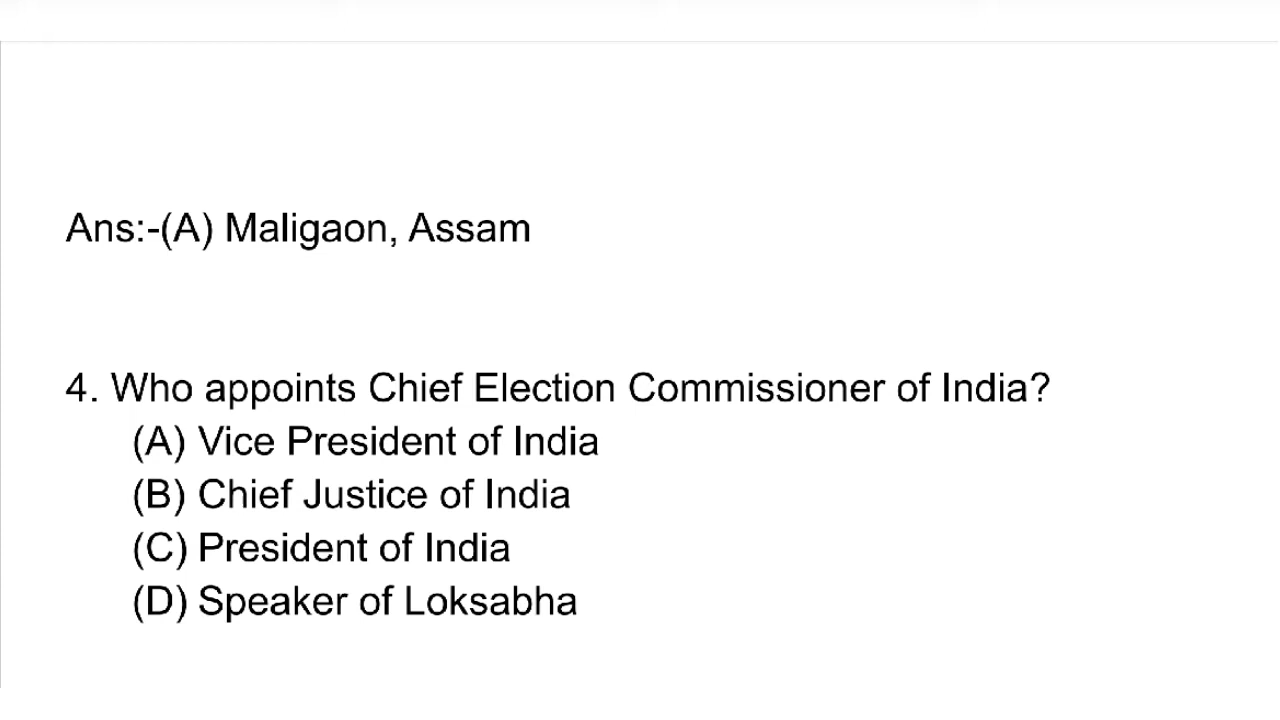 Ans:-(A) Maligaon, Assam
4. Who appoints Chief Election Commissioner of India?
(A) Vice President of India
(B) Chief Justice of India
(C) President of India
(D) Speaker of Loksabha